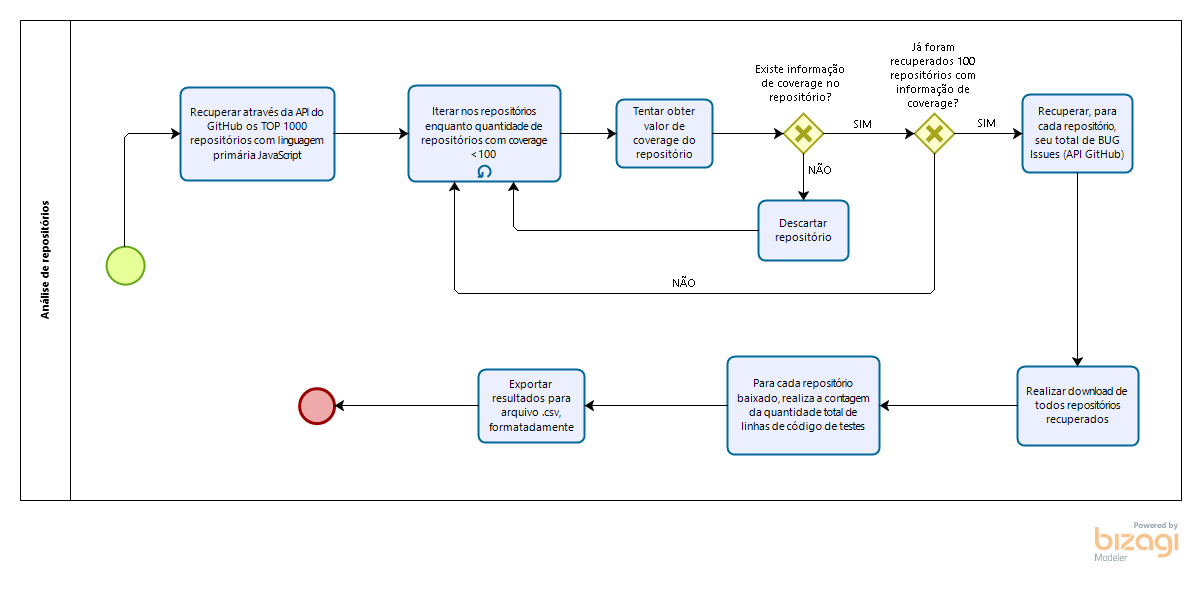 Análise de repositórios
Recuperar através da API do
GitHub os TOP 1000
repositórios com linguagem
primária JavaScript
Iterar nos repositórios
enquanto quantidade de
repositórios com coverage
< 100
Tentar obter
valor de
coverage do
repositório
Existe informação
de coverage no
repositório?
SIM
NÃO
Descartar
repositório
Já foram
recuperados 100
repositórios com
informação de
coverage?
SIM
NÃO
Recuperar, para
cada repositório,
seu total de BUG
Issues (API GitHub)
Realizar download de
todos repositórios
recuperados
Para cada repositório
baixado, realiza a contagem
da quantidade total de
linhas de código de testes
Exportar
resultados para
arquivo .csv,
formatadamente
Powered by
bizagi
Modeler